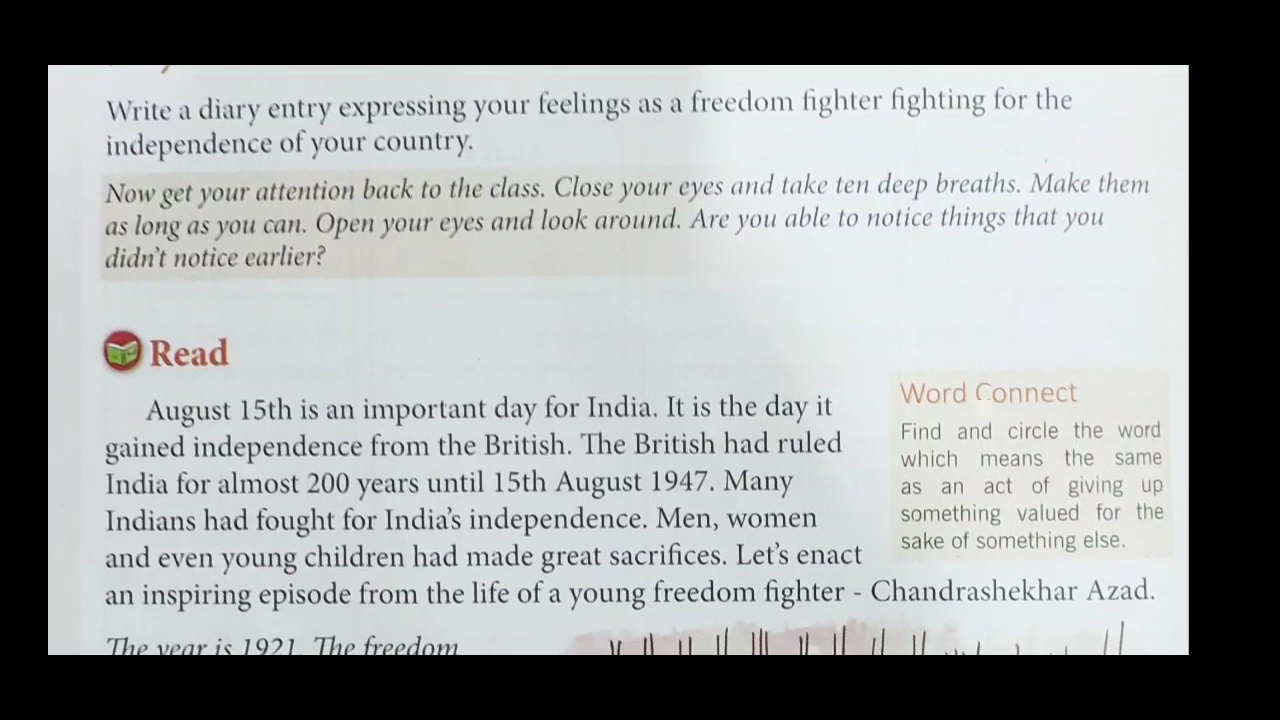 Write a diary entry expressing your feelings as a freedom fighter fighting for the
independence of your country.
Now get your attention back to the class. Close your eyes and take ten deep breaths. Make them
as long as you can. Open your eyes and look around. Are you able to notice things that you
didn't notice earlier?
Read
August 15th is an important day for India. It is the day it
gained independence from the British. The British had ruled
India for almost 200 years until 15th August 1947. Many
Indians had fought for India's independence. Men, women
and even young children had made great sacrifices. Let's enact
an inspiring episode from the life of a young freedom fighter - Chandrashekhar Azad.
Word Connect
Find and circle the word
which means the same
as an act of giving up
something valued for the
sake of something else.
The year is 1921. The freedom